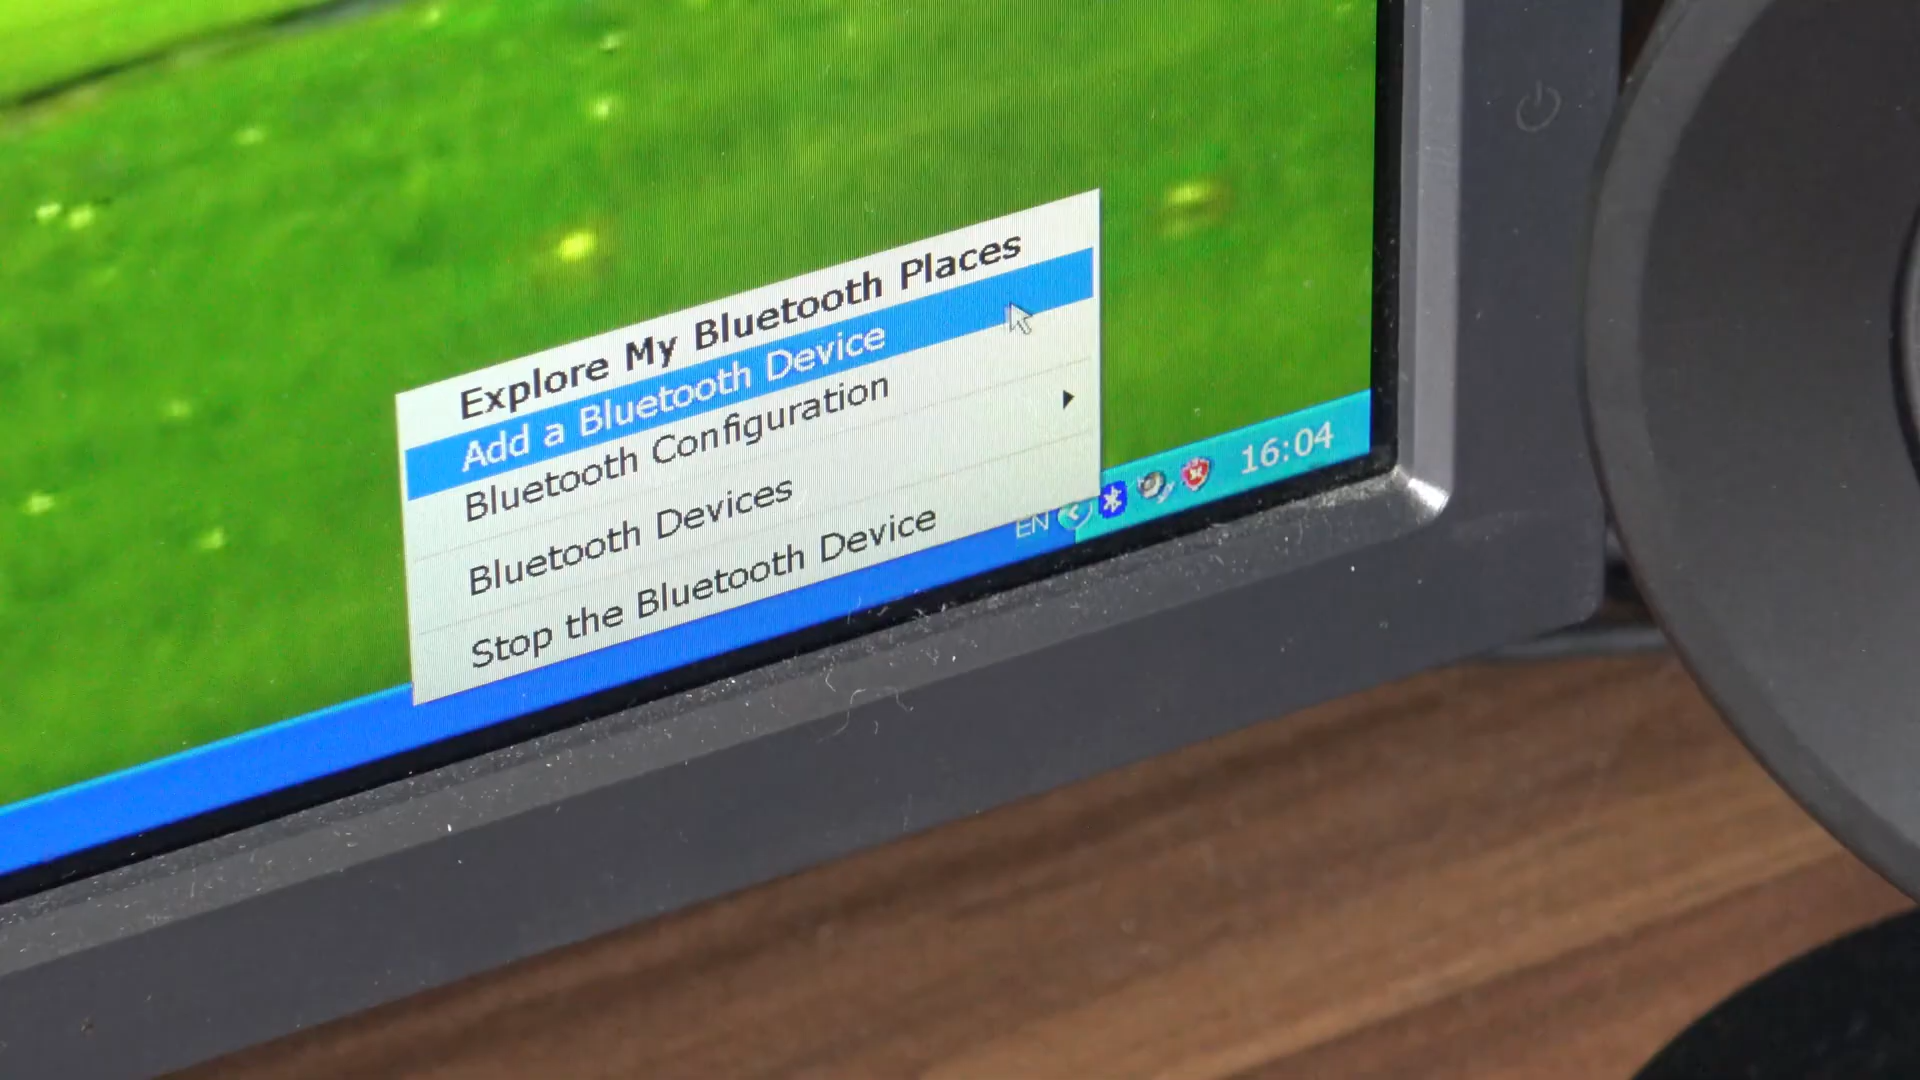 Explore My Bluetooth Places
Add a Bluetooth Device
Bluetooth Configuration
Bluetooth Devices
Stop the Bluetooth Device
EN
16:04